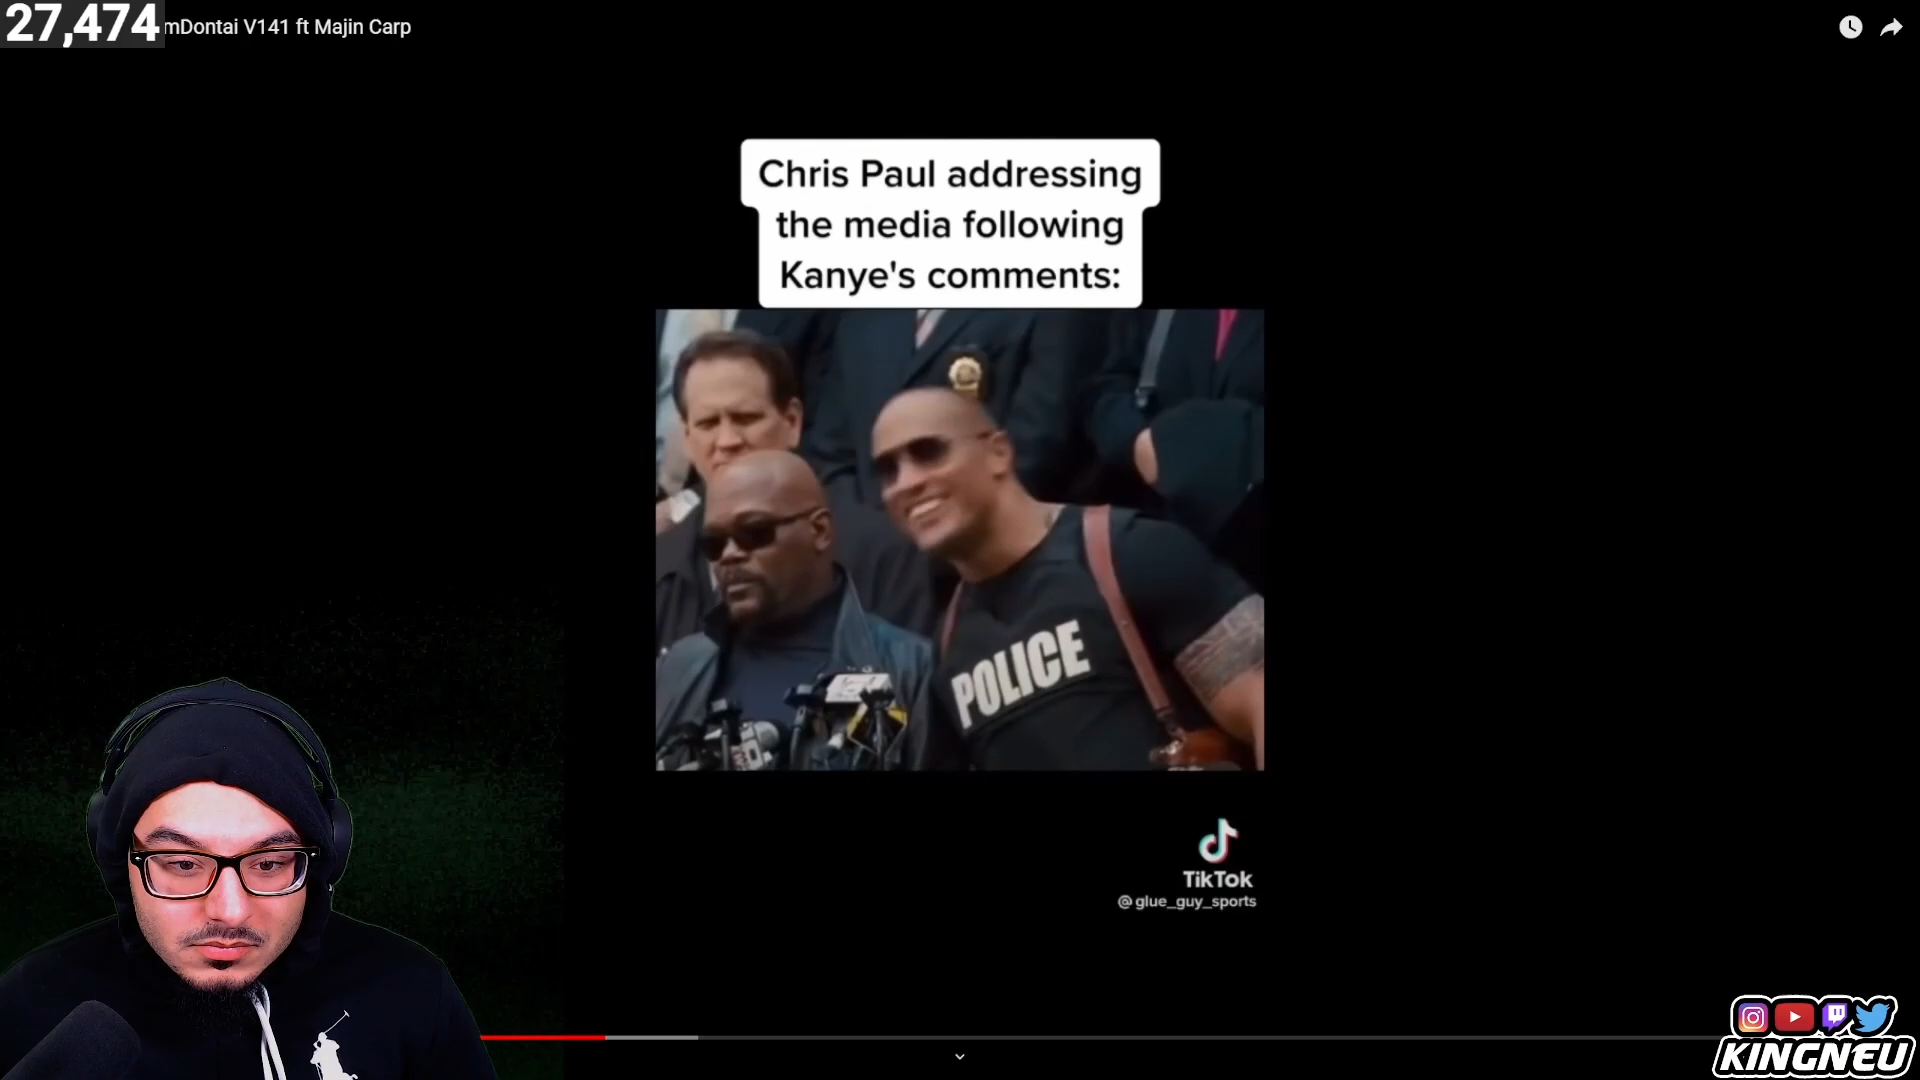 27,474
mDontai V141 ft Majin Carp
Chris Paul addressing
the media following
Kanye's comments:
POLICE
TikTok
@glue_guy_sports
KINGNEU